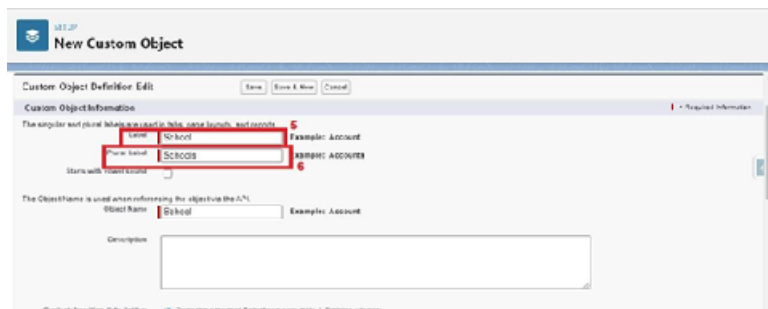 SETUP
New Custom Object
Custom Object Definition Edit
Save Save & New Cancel
Custom Object Information
= Required Information
The singular and plural labels are used in tabs, page layouts, and reports.
5
Label School Example: Account
Plural Label Schools Example: Accounts
6
Starts with vowel sound
The Object Name is used when referencing the object via the API.
Object Name School Example: Account
Description